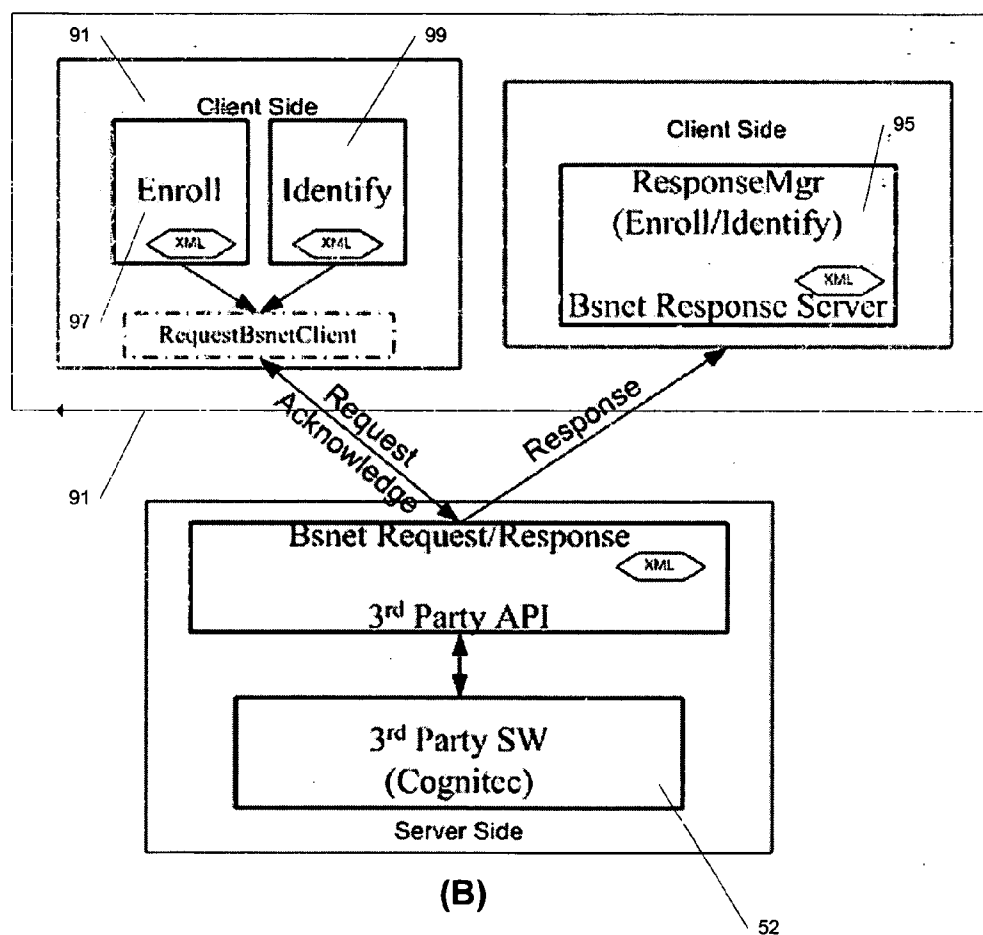 91
99
Client Side
Enroll
Identify
XML
XML
97
RequestBsnetClient
Client Side
95
ResponseMgr
(Enroll/Identify)
XML
Bsnet Response Server
Request
Acknowledge
Response
91
Bsnet Request/Response
XML
3rd Party API
3rd Party SW
(Cognitec)
Server Side
(B)
52